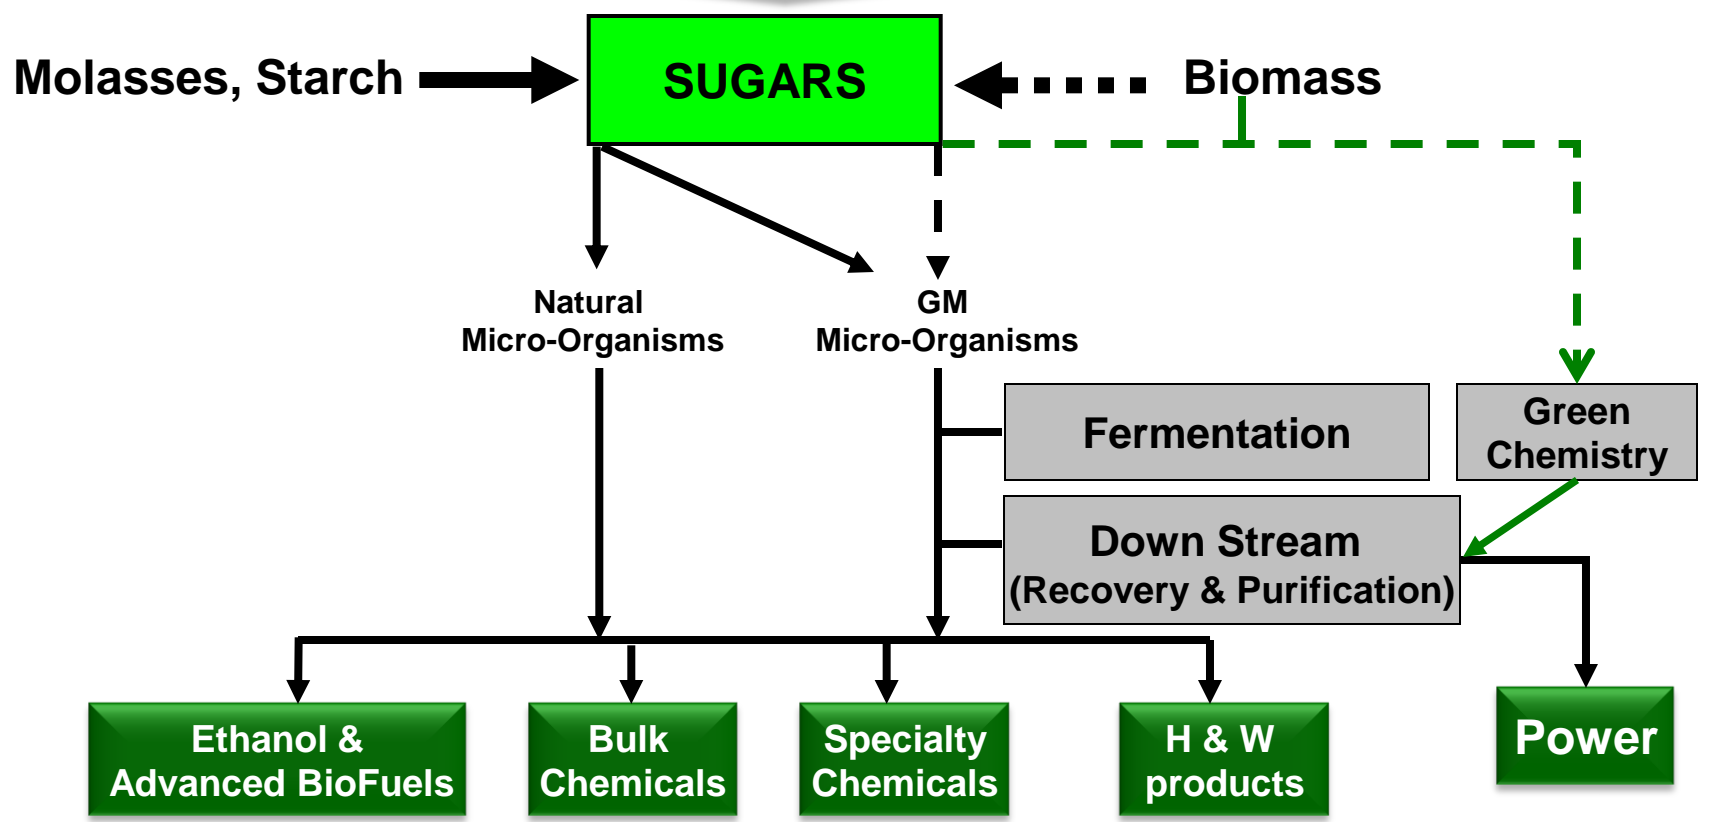 Molasses, Starch
SUGARS
Biomass
Natural
Micro-Organisms
GM
Micro-Organisms
Fermentation
Green
Chemistry
Down Stream
(Recovery & Purification)
Ethanol &
Advanced BioFuels
Bulk
Chemicals
Specialty
Chemicals
H & W
products
Power